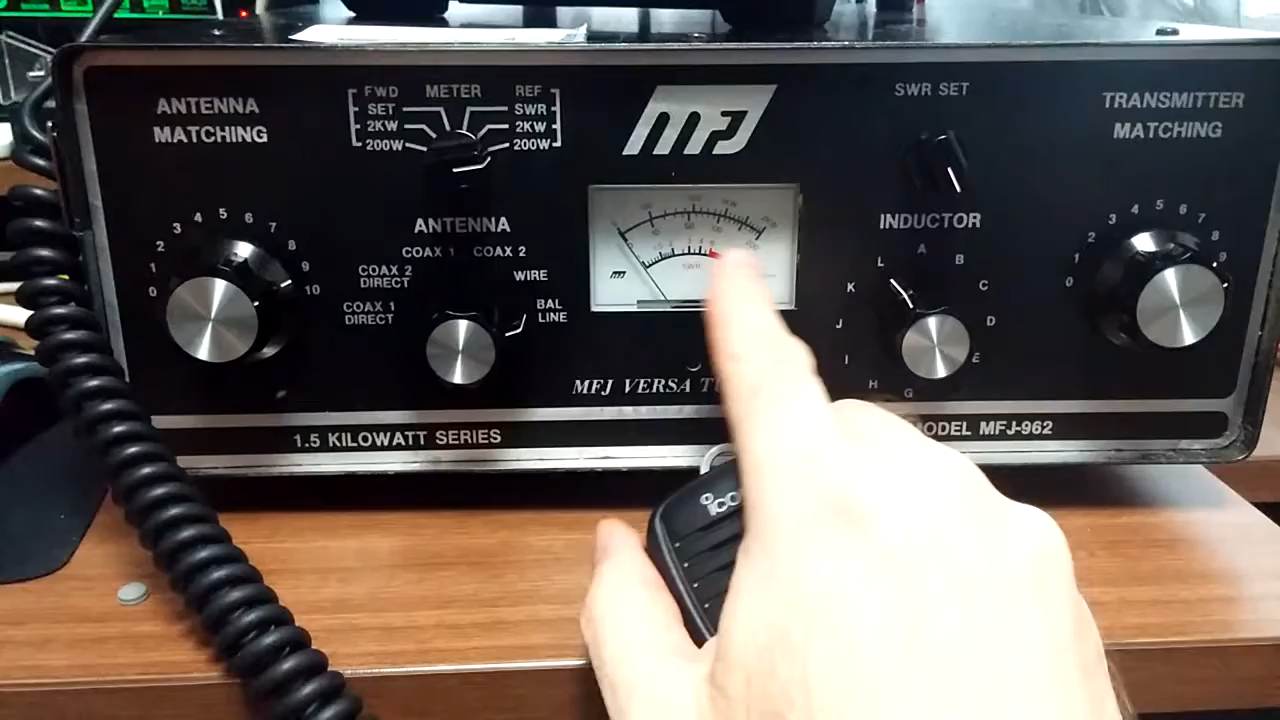 ANTENNA
MATCHING
FWD METER REF
SET SWR
2KW 2KW
200W 200W
MFJ
SWR SET
TRANSMITTER
MATCHING
0 1 2 3 4 5 6 7 8 9 10
ANTENNA
COAX 1 COAX 2
COAX 2
DIRECT
WIRE
COAX 1
DIRECT
BAL
LINE
SWR
INDUCTOR
A B C D E G H I J K L
0 1 2 3 4 5 6 7 8 9
MFJ VERSA
1.5 KILOWATT SERIES
MODEL MFJ-962